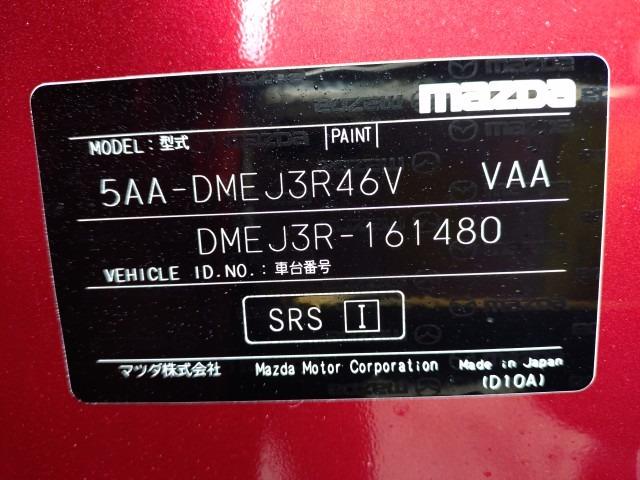 mazda
MODEL: 型式 PAINT
5AA-DMEJ3R46V VAA
DMEJ3R-161480
VEHICLE ID.NO.: 車台番号
SRS I
マツダ株式会社 Mazda Motor Corporation Made in Japan
(D10A)